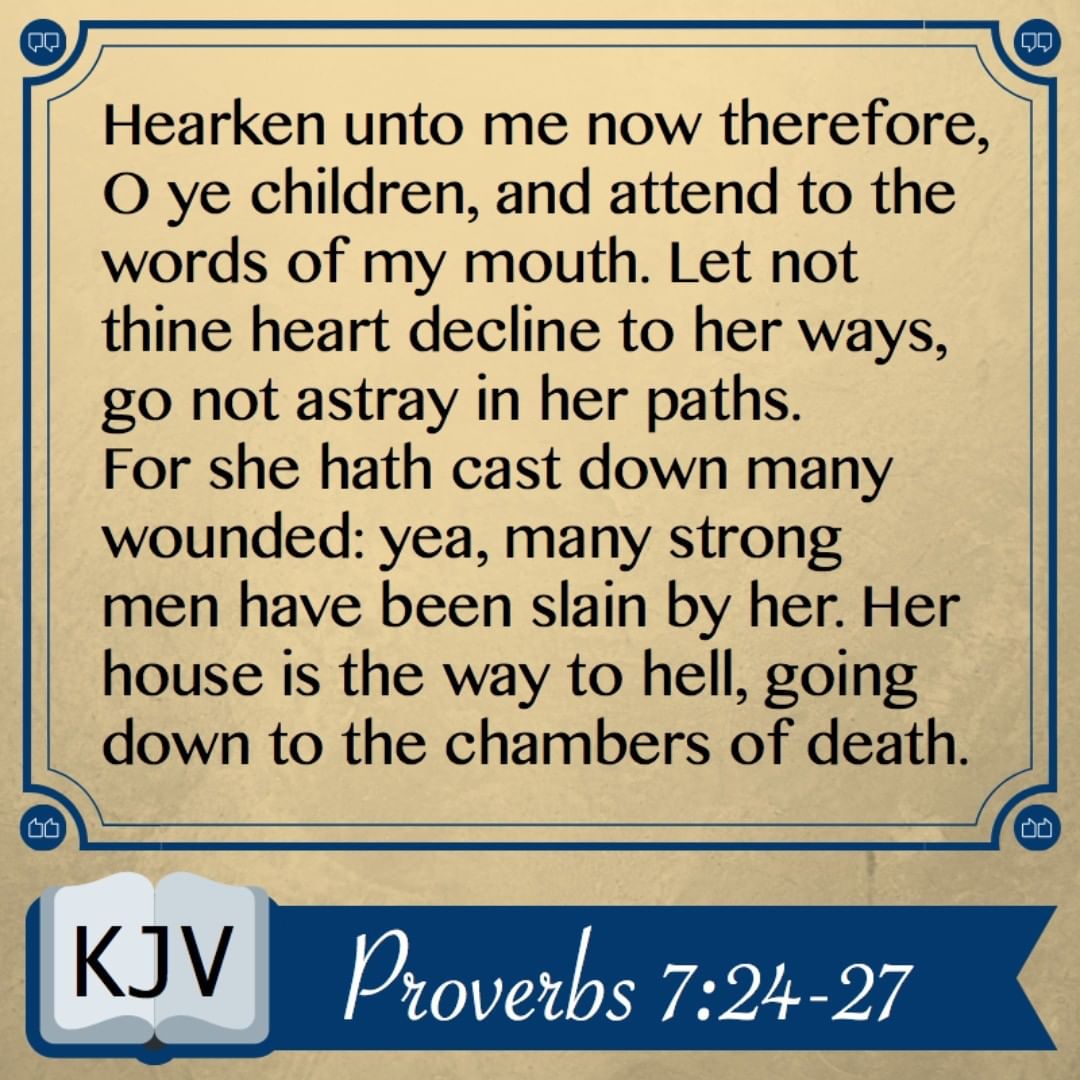 Hearken unto me now therefore,
O ye children, and attend to the
words of my mouth. Let not
thine heart decline to her ways,
go not astray in her paths.
For she hath cast down many
wounded: yea, many strong
men have been slain by her. Her
house is the way to hell, going
down to the chambers of death.
KJV
Proverbs 7:24-27